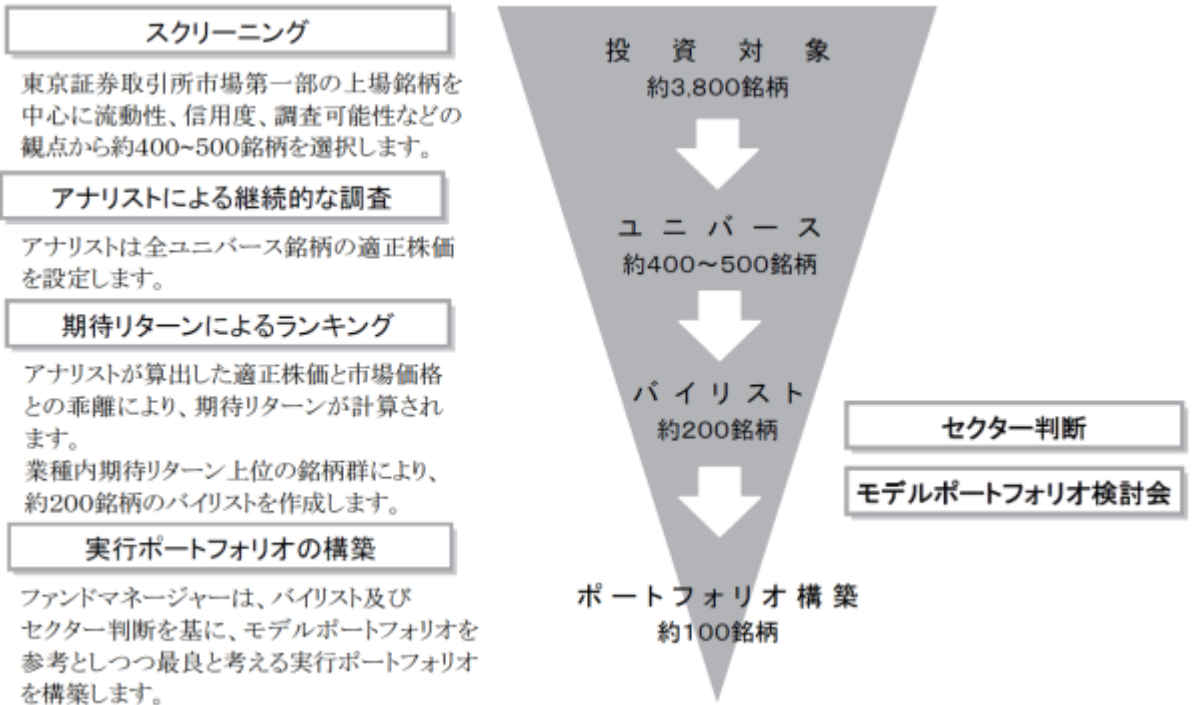 スクリーニング
東京証券取引所市場第一部の上場銘柄を
中心に流動性、信用度、調査可能性などの
観点から約400~500銘柄を選択します。
アナリストによる継続的な調査
アナリストは全ユニバース銘柄の適正株価
を設定します。
期待リターンによるランキング
アナリストが算出した適正株価と市場価格
との乖離により、期待リターンが計算され
ます。
業種内期待リターン上位の銘柄群により、
約200銘柄のバイリストを作成します。
実行ポートフォリオの構築
ファンドマネージャーは、バイリスト及び
セクター判断を基に、モデルポートフォリオを
参考としつつ最良と考える実行ポートフォリオ
を構築します。
投資対象
約3,800銘柄
ユニバース
約400～500銘柄
バイリスト
約200銘柄
ポートフォリオ構築
約100銘柄
セクター判断
モデルポートフォリオ検討会